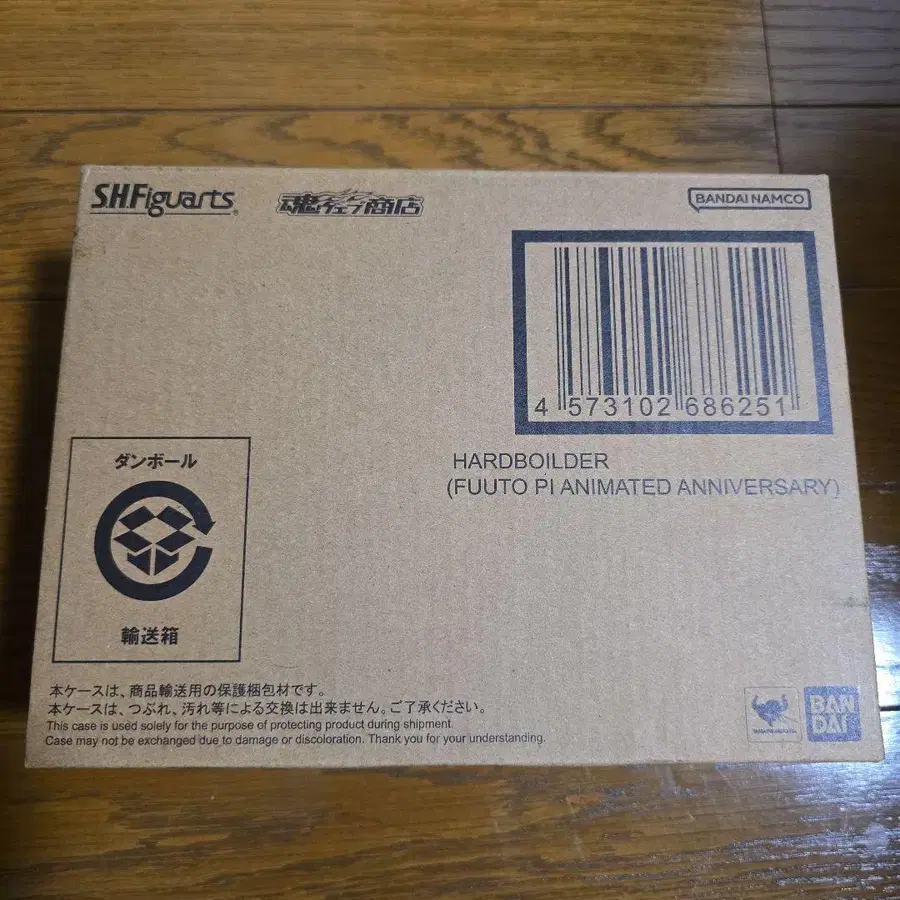 S.H.Figuarts
魂ウェブ商店
BANDAI NAMCO
4 573102 686251
HARDBOILDER
(FUUTO PI ANIMATED ANNIVERSARY)
ダンボール
輸送箱
本ケースは、商品輸送用の保護梱包材です。
本ケースは、つぶれ、汚れ等による交換は出来ません。ご了承ください。
This case is used solely for the purpose of protecting product during shipment.
Case may not be exchanged due to damage or discoloration. Thank you for your understanding.
BAN
DAI